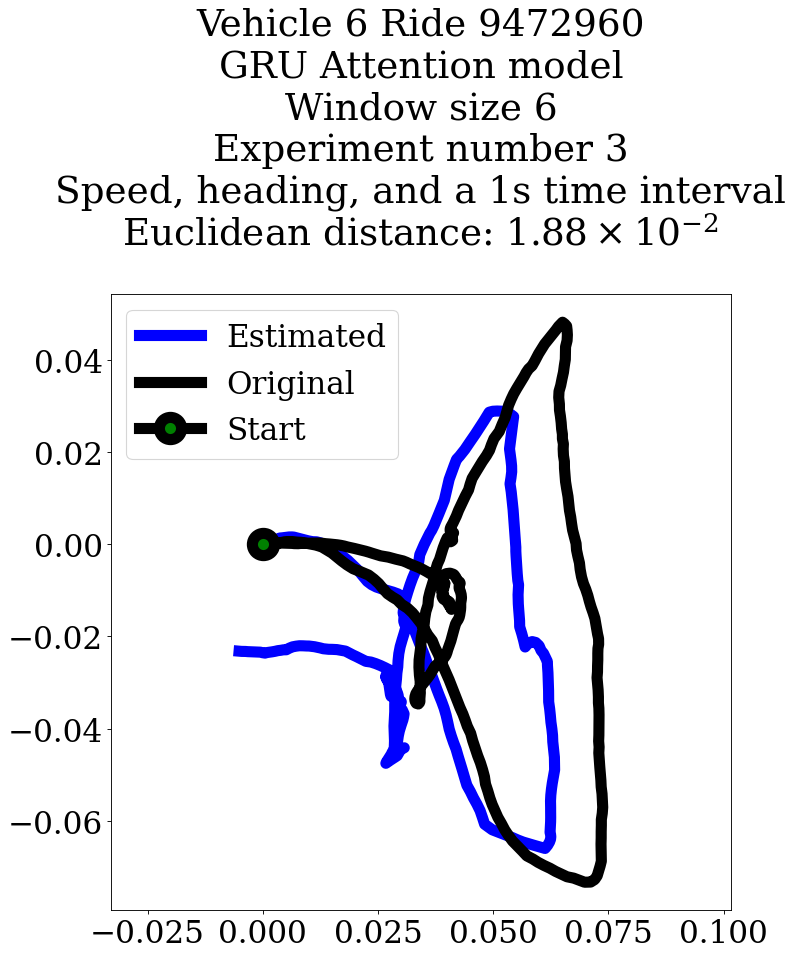 Vehicle 6 Ride 9472960
GRU Attention model
Window size 6
Experiment number 3
Speed, heading, and a 1s time interval
Euclidean distance: 1.88 × 10⁻²
Estimated
Original
Start
0.04
0.02
0.00
−0.02
−0.04
−0.06
−0.025 0.000 0.025 0.050 0.075 0.100